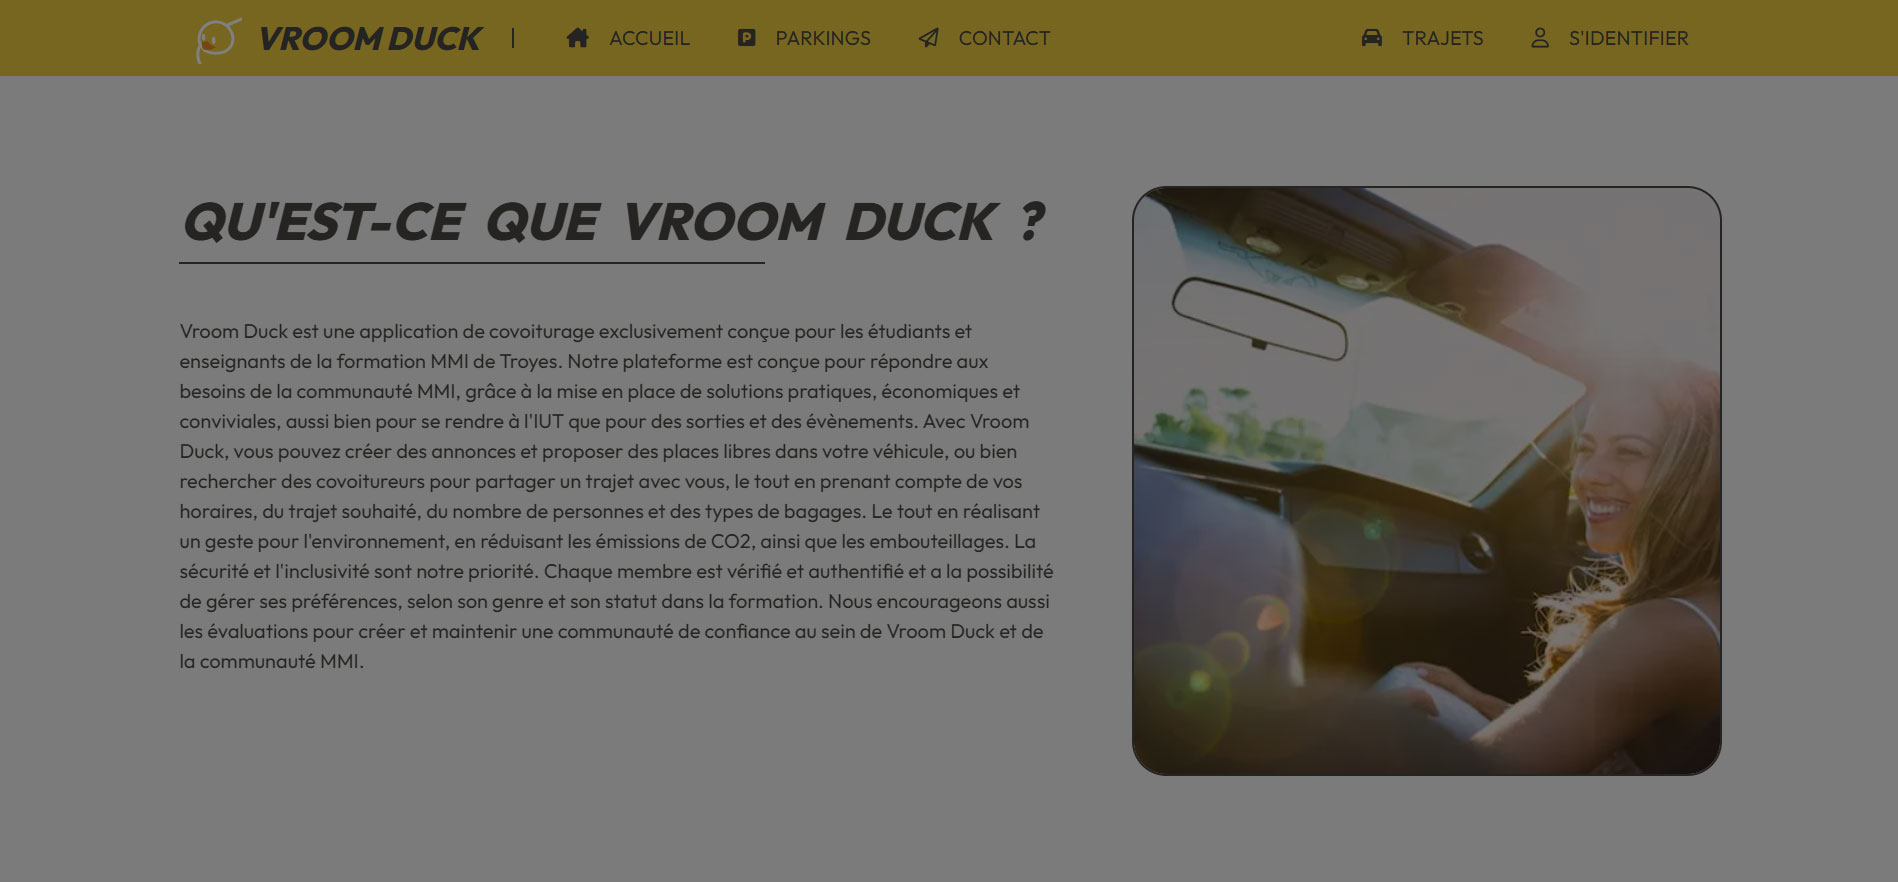 VROOM DUCK
ACCUEIL
PARKINGS
CONTACT
TRAJETS
S'IDENTIFIER
QU'EST-CE QUE VROOM DUCK ?
Vroom Duck est une application de covoiturage exclusivement conçue pour les étudiants et
enseignants de la formation MMI de Troyes. Notre plateforme est conçue pour répondre aux
besoins de la communauté MMI, grâce à la mise en place de solutions pratiques, économiques et
conviviales, aussi bien pour se rendre à l'IUT que pour des sorties et des évènements. Avec Vroom
Duck, vous pouvez créer des annonces et proposer des places libres dans votre véhicule, ou bien
rechercher des covoitureurs pour partager un trajet avec vous, le tout en prenant compte de vos
horaires, du trajet souhaité, du nombre de personnes et des types de bagages. Le tout en réalisant
un geste pour l'environnement, en réduisant les émissions de CO2, ainsi que les embouteillages. La
sécurité et l'inclusivité sont notre priorité. Chaque membre est vérifié et authentifié et a la possibilité
de gérer ses préférences, selon son genre et son statut dans la formation. Nous encourageons aussi
les évaluations pour créer et maintenir une communauté de confiance au sein de Vroom Duck et de
la communauté MMI.